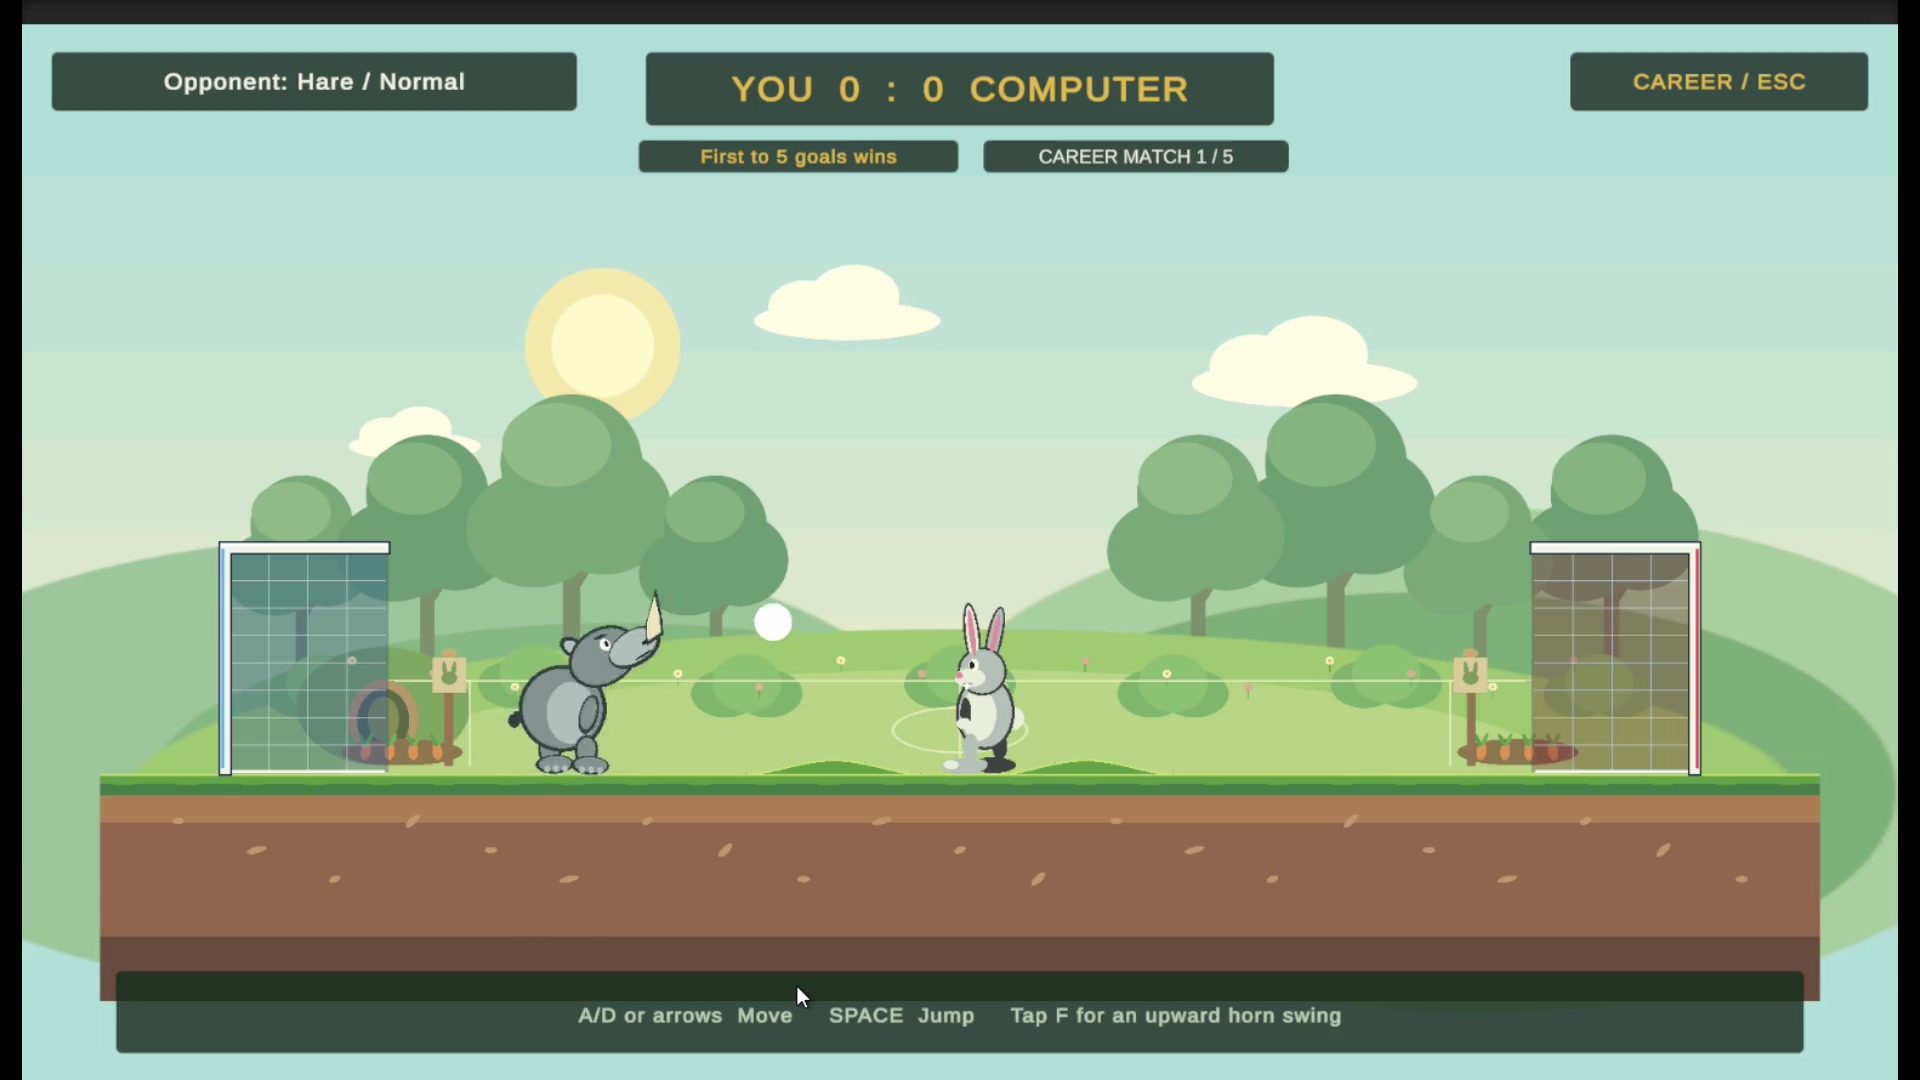 Opponent: Hare / Normal
YOU 0 : 0 COMPUTER
CAREER / ESC
First to 5 goals wins
CAREER MATCH 1 / 5
A/D or arrows Move SPACE Jump Tap F for an upward horn swing